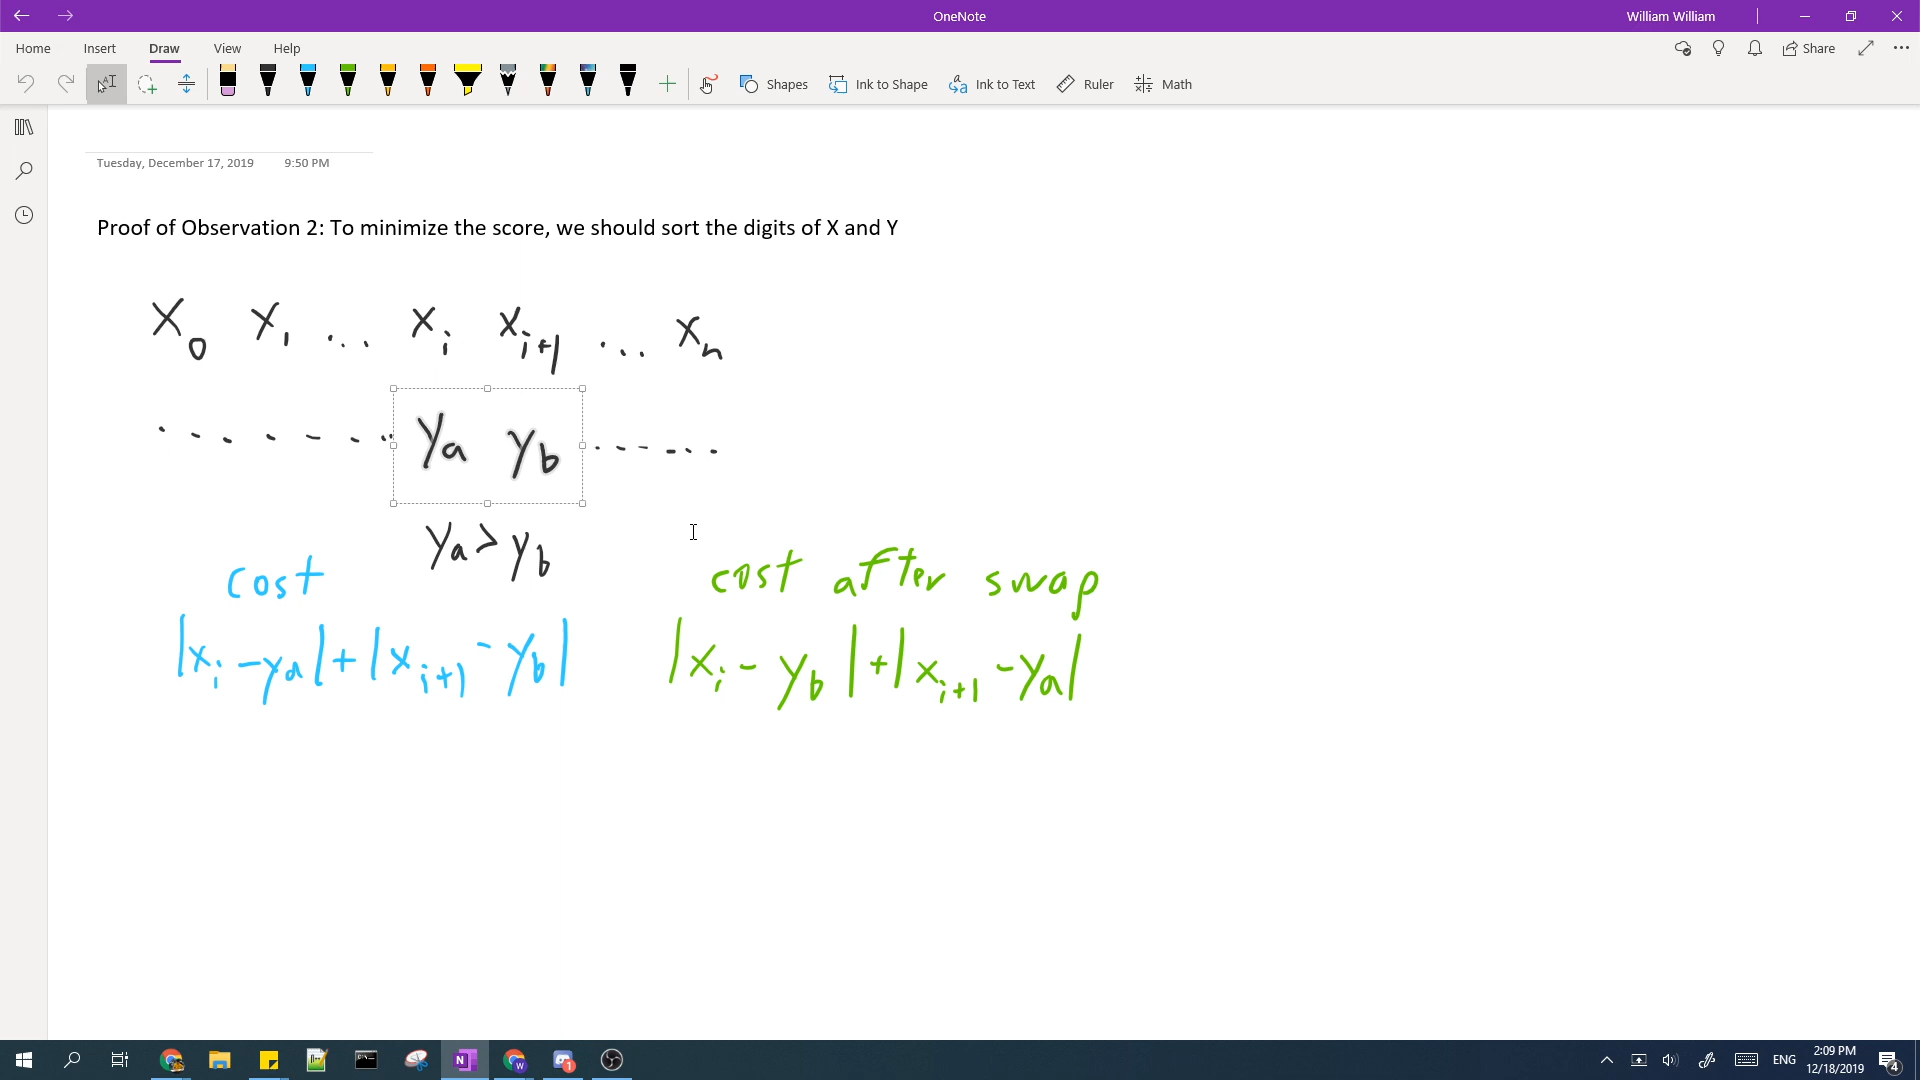 OneNote
William William
Home Insert Draw View Help
Share
Shapes Ink to Shape Ink to Text Ruler Math
Tuesday, December 17, 2019 9:50 PM
Proof of Observation 2: To minimize the score, we should sort the digits of X and Y
X₀ X₁ ... Xᵢ Xᵢ₊₁ ... Xₙ
. - - - - - .. ya yb . - - - . .
ya > yb
cost
|xᵢ - ya| + |xᵢ₊₁ - yb|
cost after swap
|xᵢ - yb| + |xᵢ₊₁ - ya|
ENG
2:09 PM
12/18/2019
4